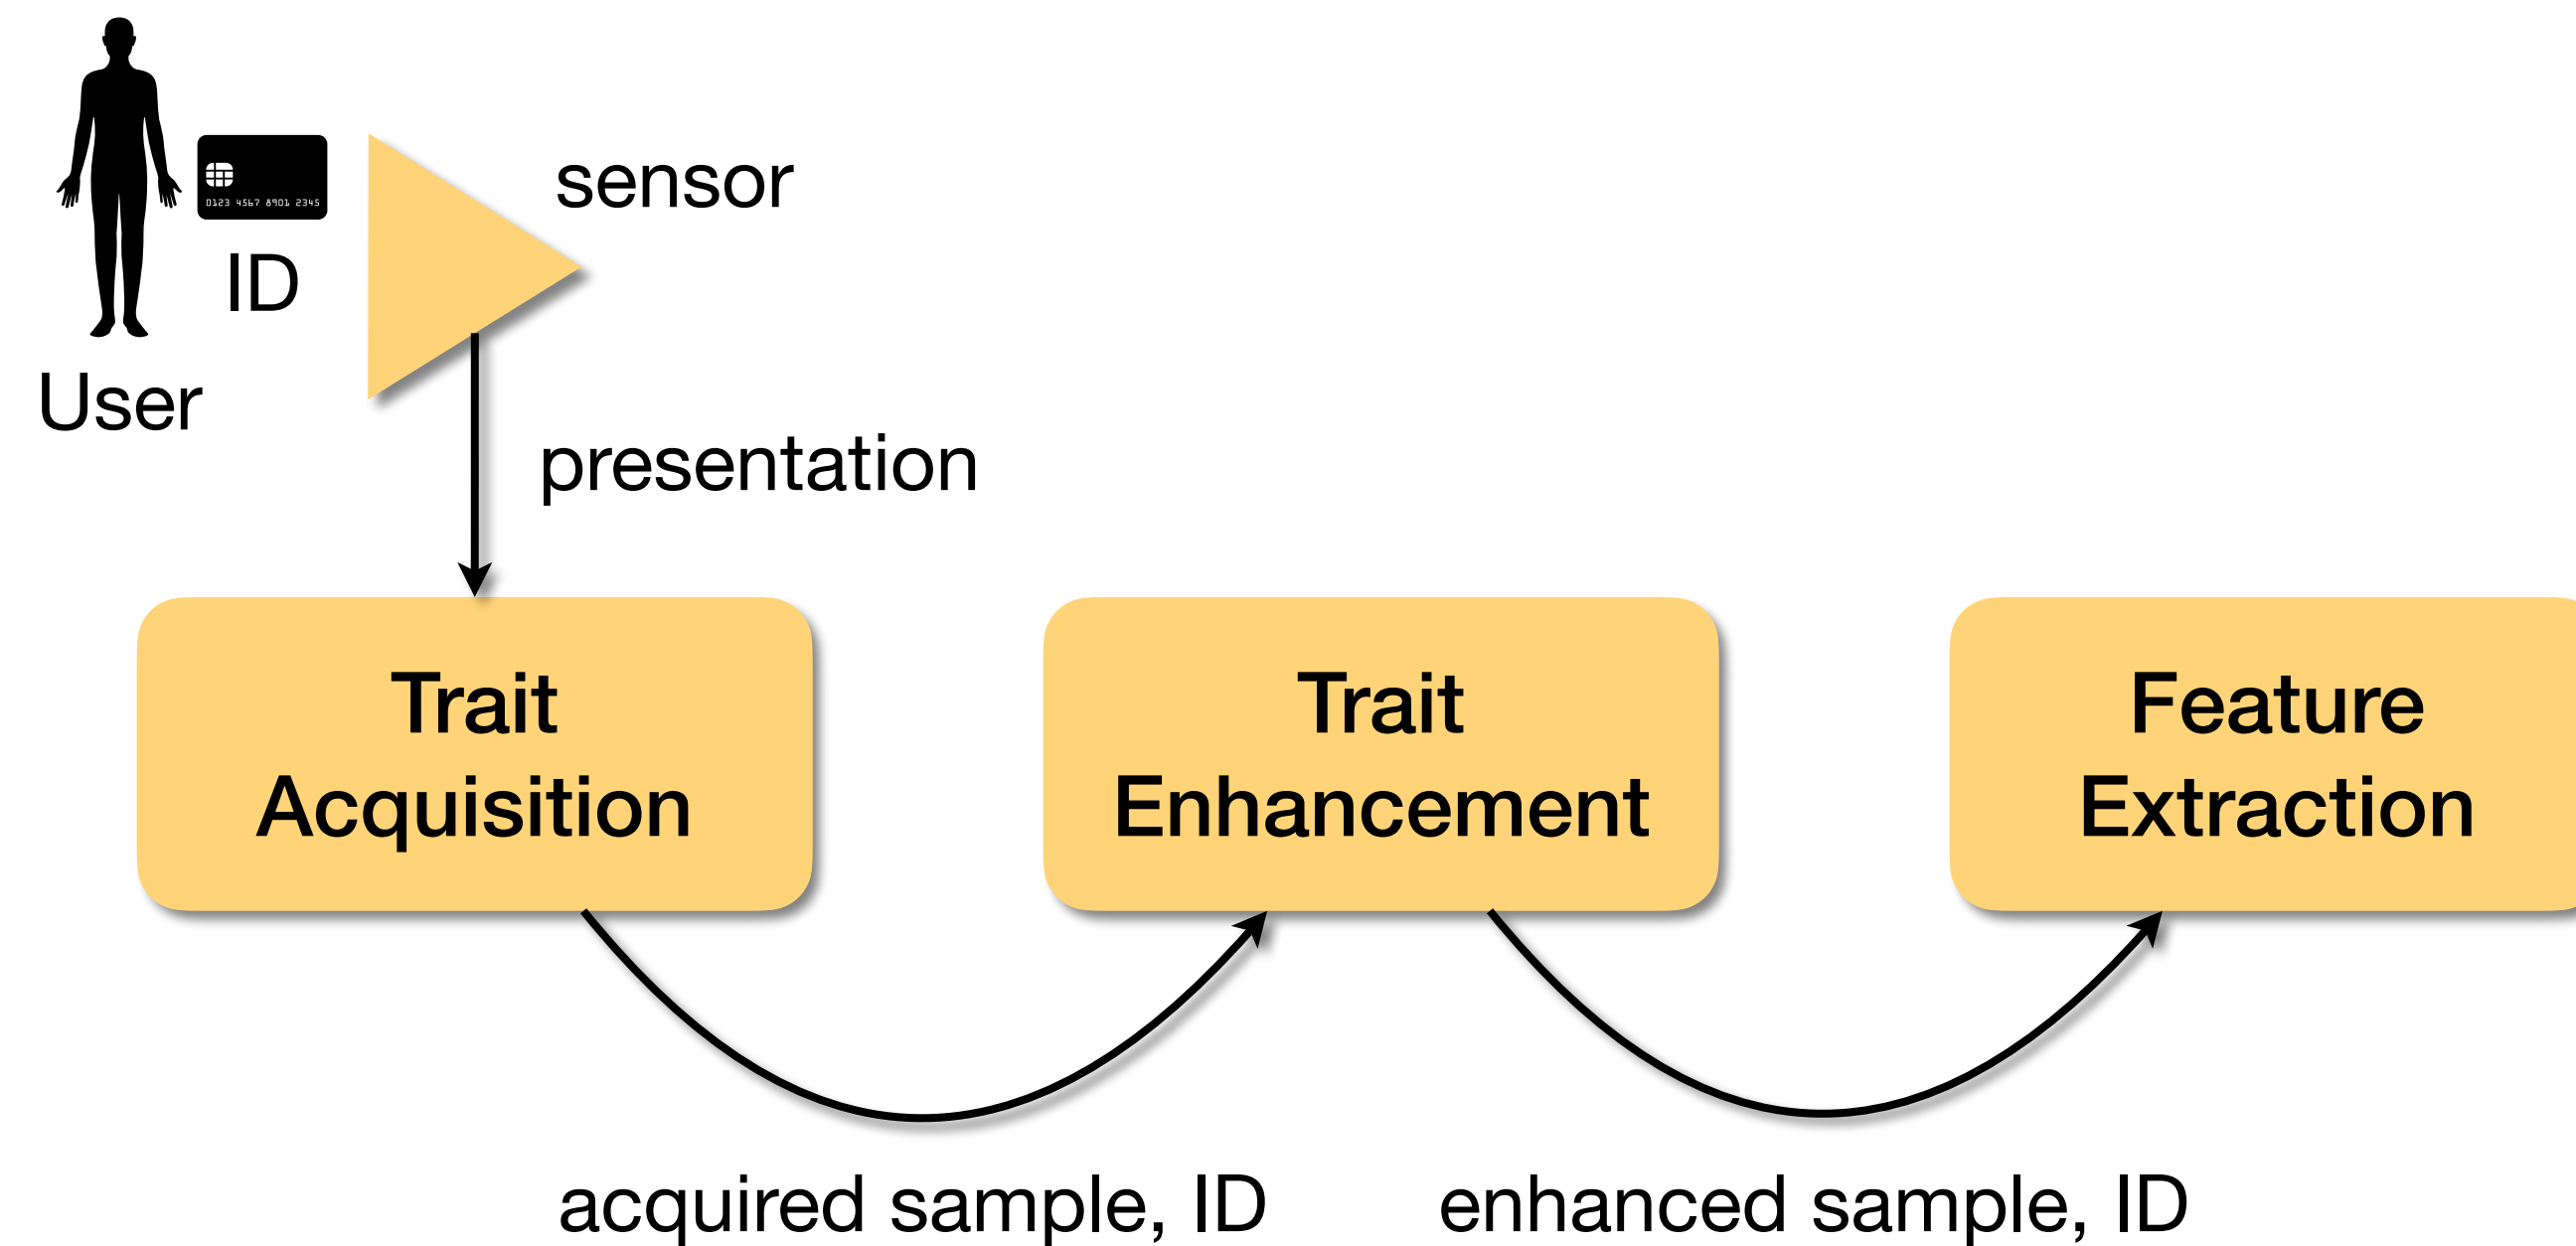 sensor
0123 4567 8901 2345
ID
User
presentation
Trait
Acquisition
Trait
Enhancement
Feature
Extraction
acquired sample, ID
enhanced sample, ID